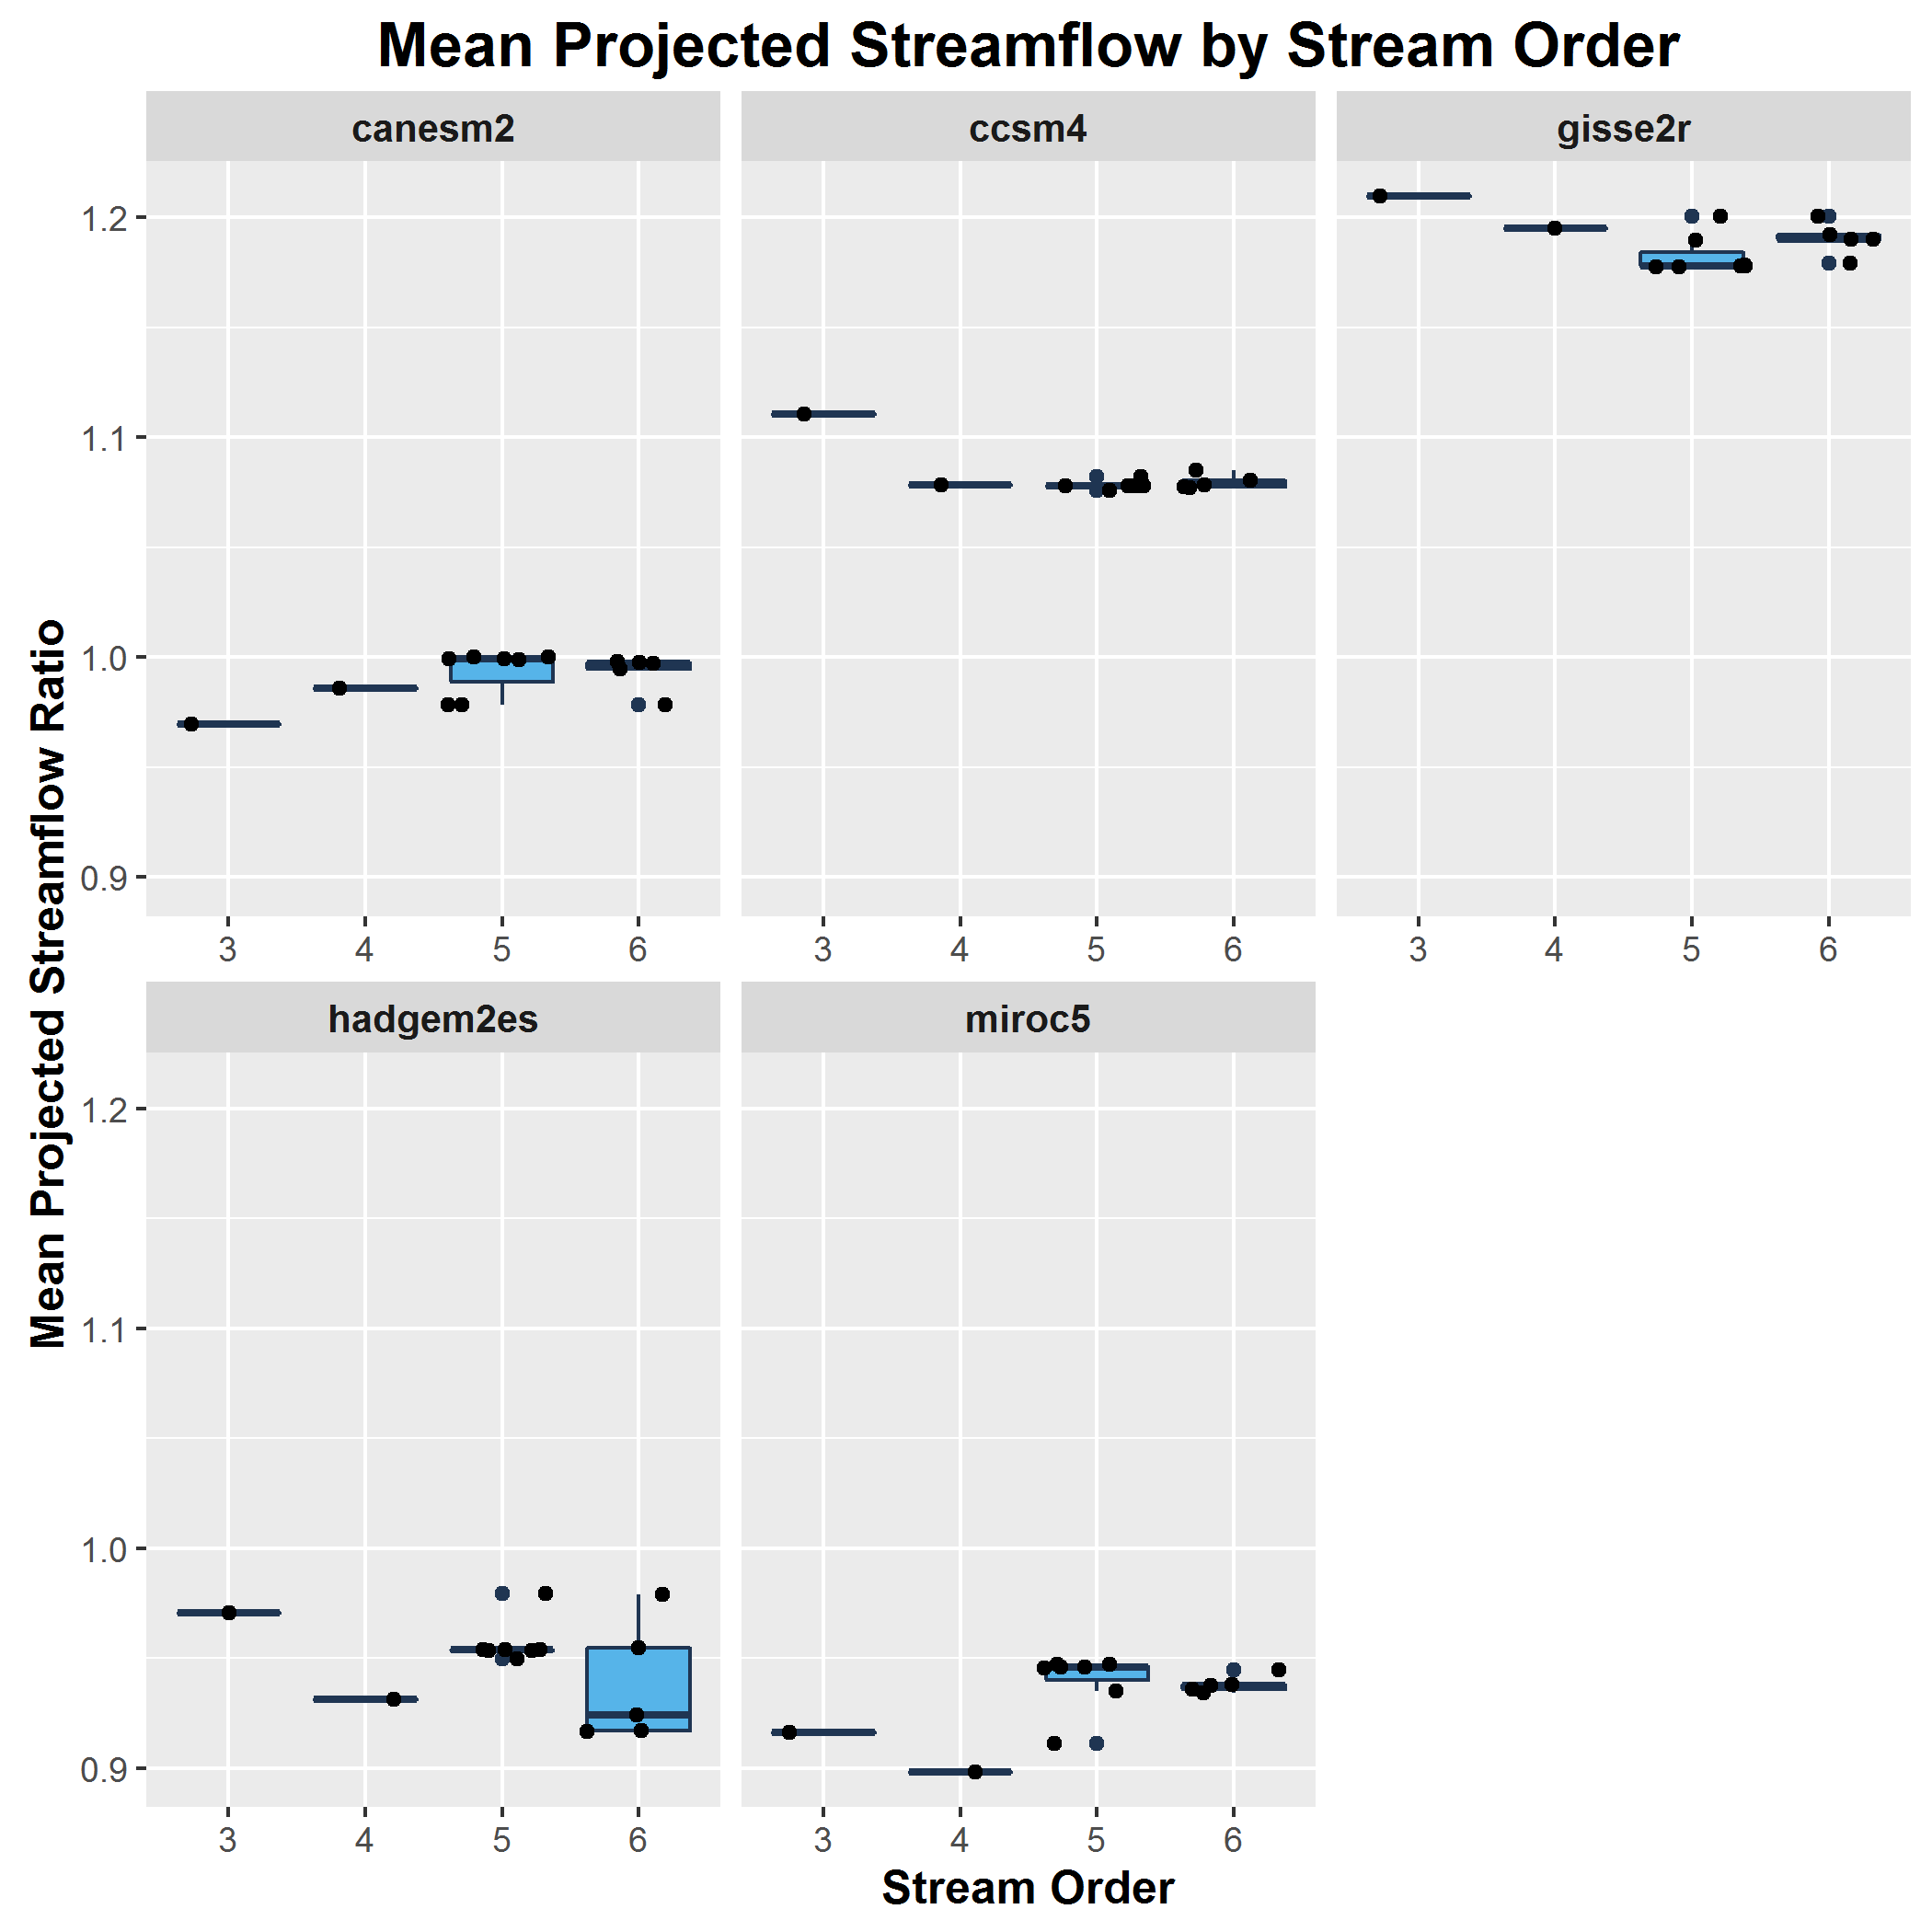 Mean Projected Streamflow by Stream Order
canesm2
ccsm4
gisse2r
1.2
1.1
1.0
0.9
3 4 5 6
3 4 5 6
3 4 5 6
Mean Projected Streamflow Ratio
hadgem2es
miroc5
1.2
1.1
1.0
0.9
3 4 5 6
3 4 5 6
Stream Order